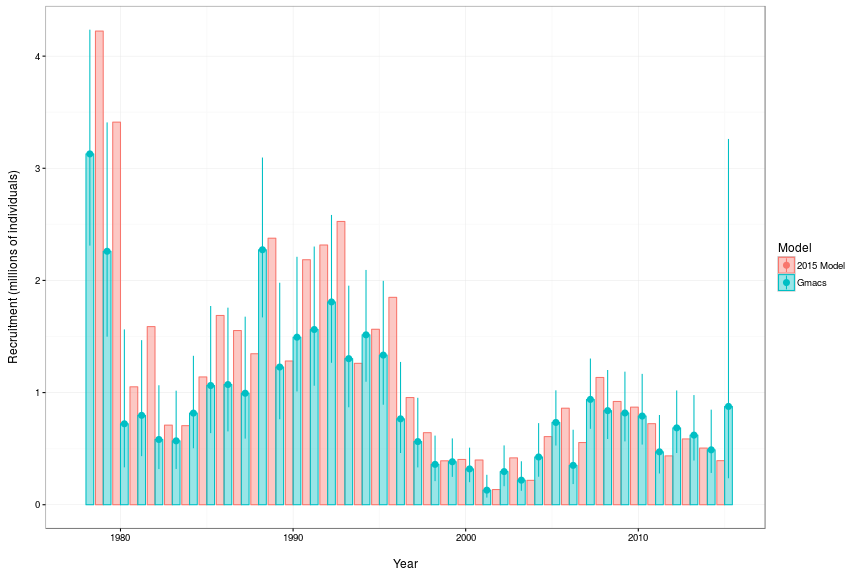 Recruitment (millions of individuals)
4
3
2
1
0
1980
1990
2000
2010
Year
Model
2015 Model
Gmacs